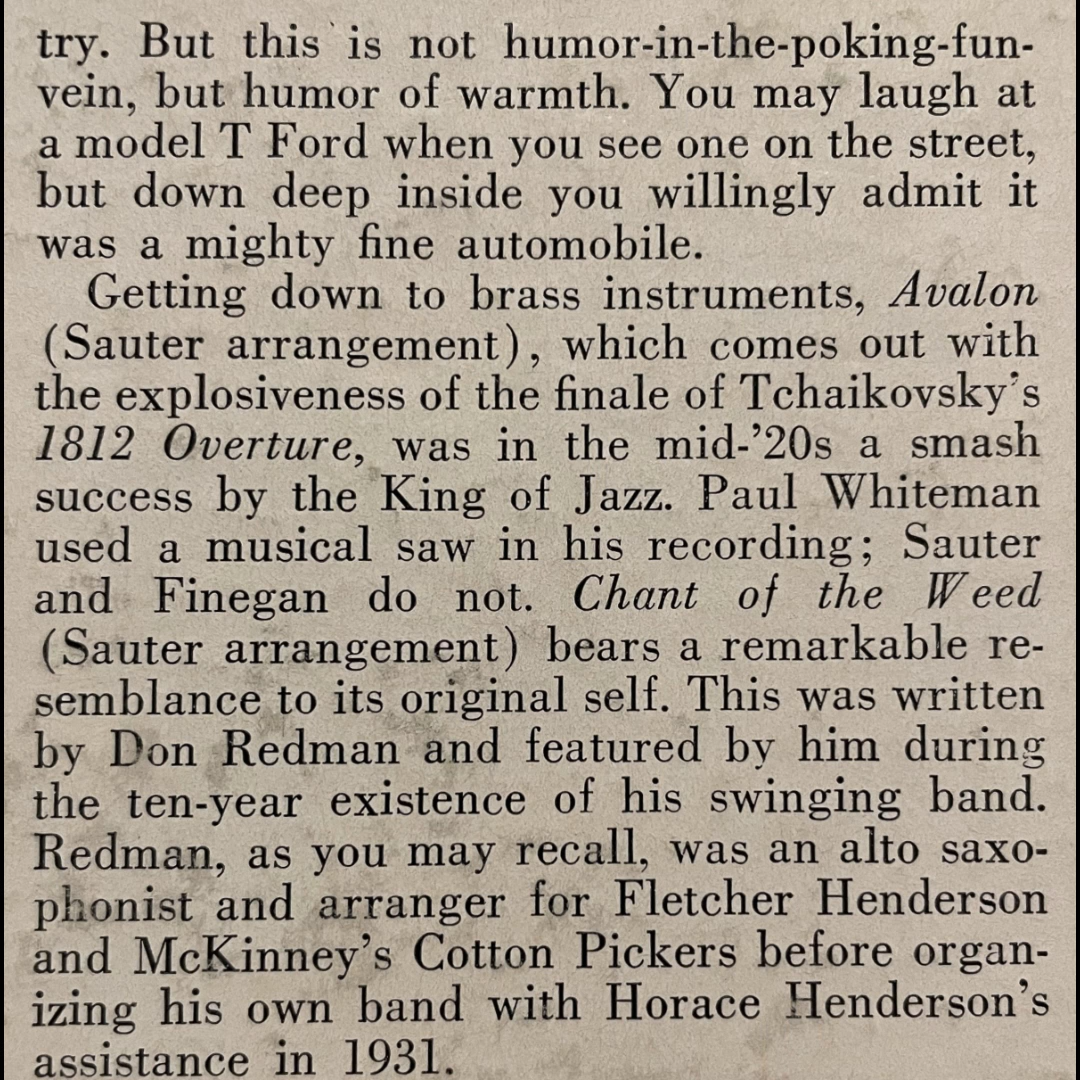 try. But this is not humor-in-the-poking-fun-
vein, but humor of warmth. You may laugh at
a model T Ford when you see one on the street,
but down deep inside you willingly admit it
was a mighty fine automobile.
Getting down to brass instruments, Avalon
(Sauter arrangement), which comes out with
the explosiveness of the finale of Tchaikovsky's
1812 Overture, was in the mid-'20s a smash
success by the King of Jazz. Paul Whiteman
used a musical saw in his recording; Sauter
and Finegan do not. Chant of the Weed
(Sauter arrangement) bears a remarkable re-
semblance to its original self. This was written
by Don Redman and featured by him during
the ten-year existence of his swinging band.
Redman, as you may recall, was an alto saxo-
phonist and arranger for Fletcher Henderson
and McKinney's Cotton Pickers before organ-
izing his own band with Horace Henderson's
assistance in 1931.